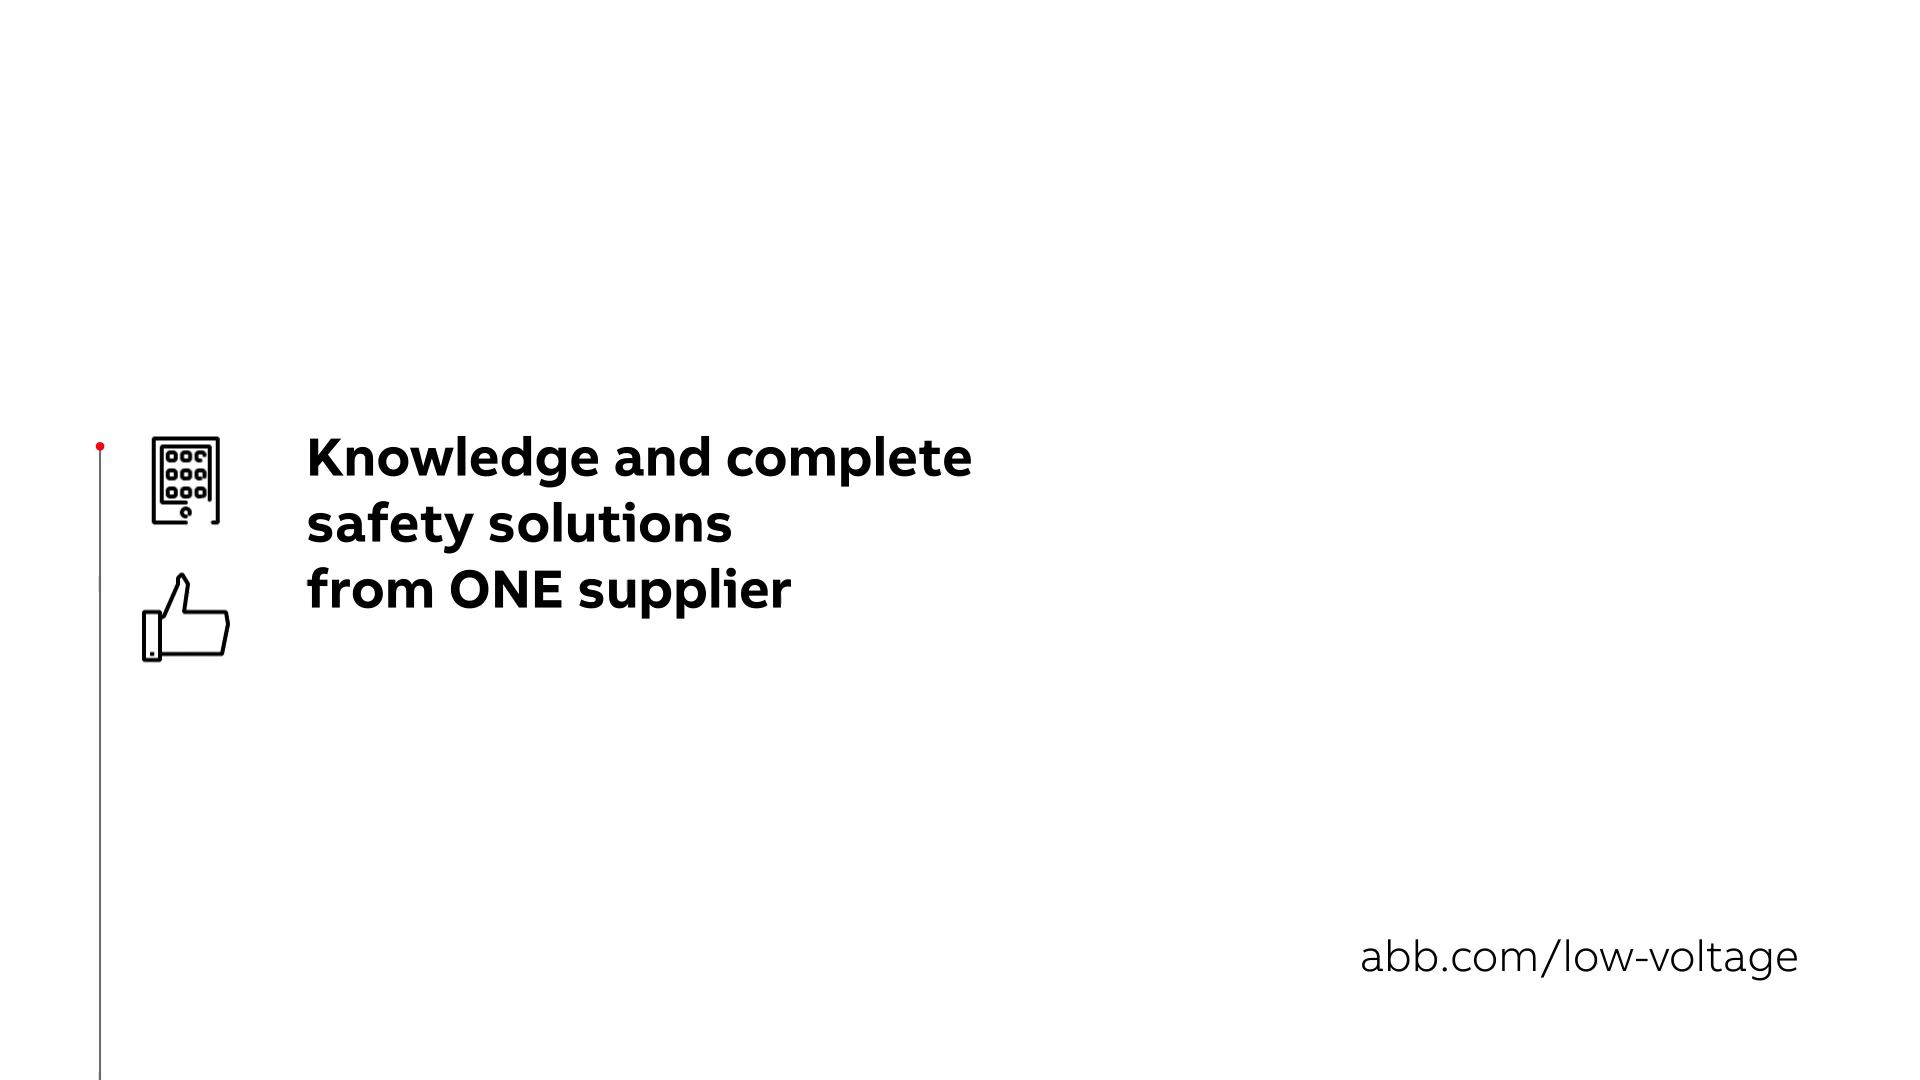 Knowledge and complete
safety solutions
from ONE supplier
abb.com/low-voltage